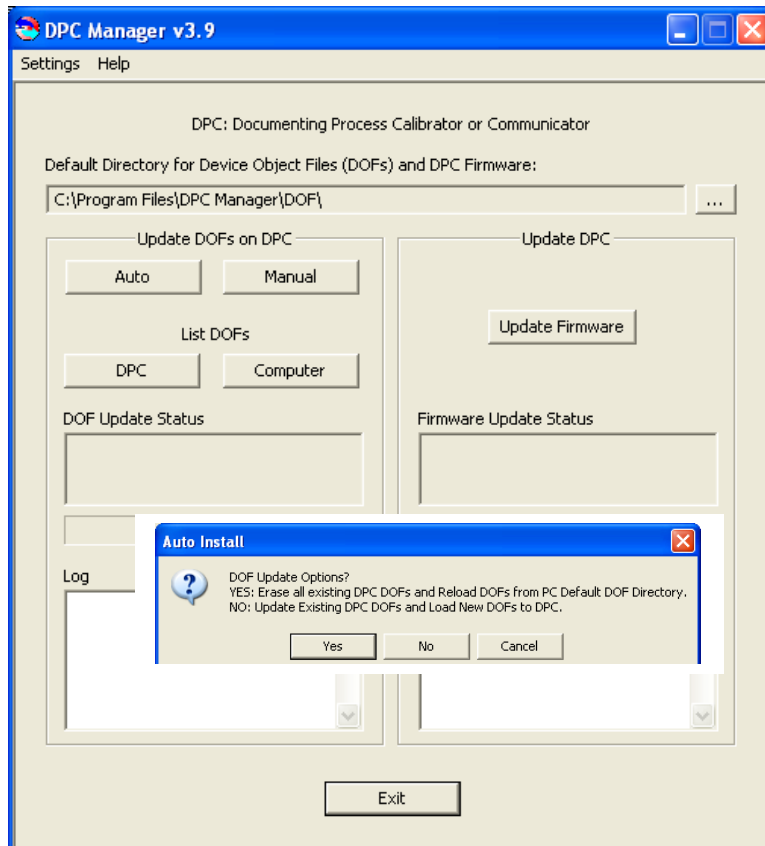 DPC Manager v3.9
Settings Help
DPC: Documenting Process Calibrator or Communicator
Default Directory for Device Object Files (DOFs) and DPC Firmware:
C:\Program Files\DPC Manager\DOF\
...
Update DOFs on DPC
Auto
Manual
List DOFs
DPC
Computer
DOF Update Status
Update DPC
Update Firmware
Firmware Update Status
Log
Auto Install
DOF Update Options?
YES: Erase all existing DPC DOFs and Reload DOFs from PC Default DOF Directory.
NO: Update Existing DPC DOFs and Load New DOFs to DPC.
Yes
No
Cancel
Exit